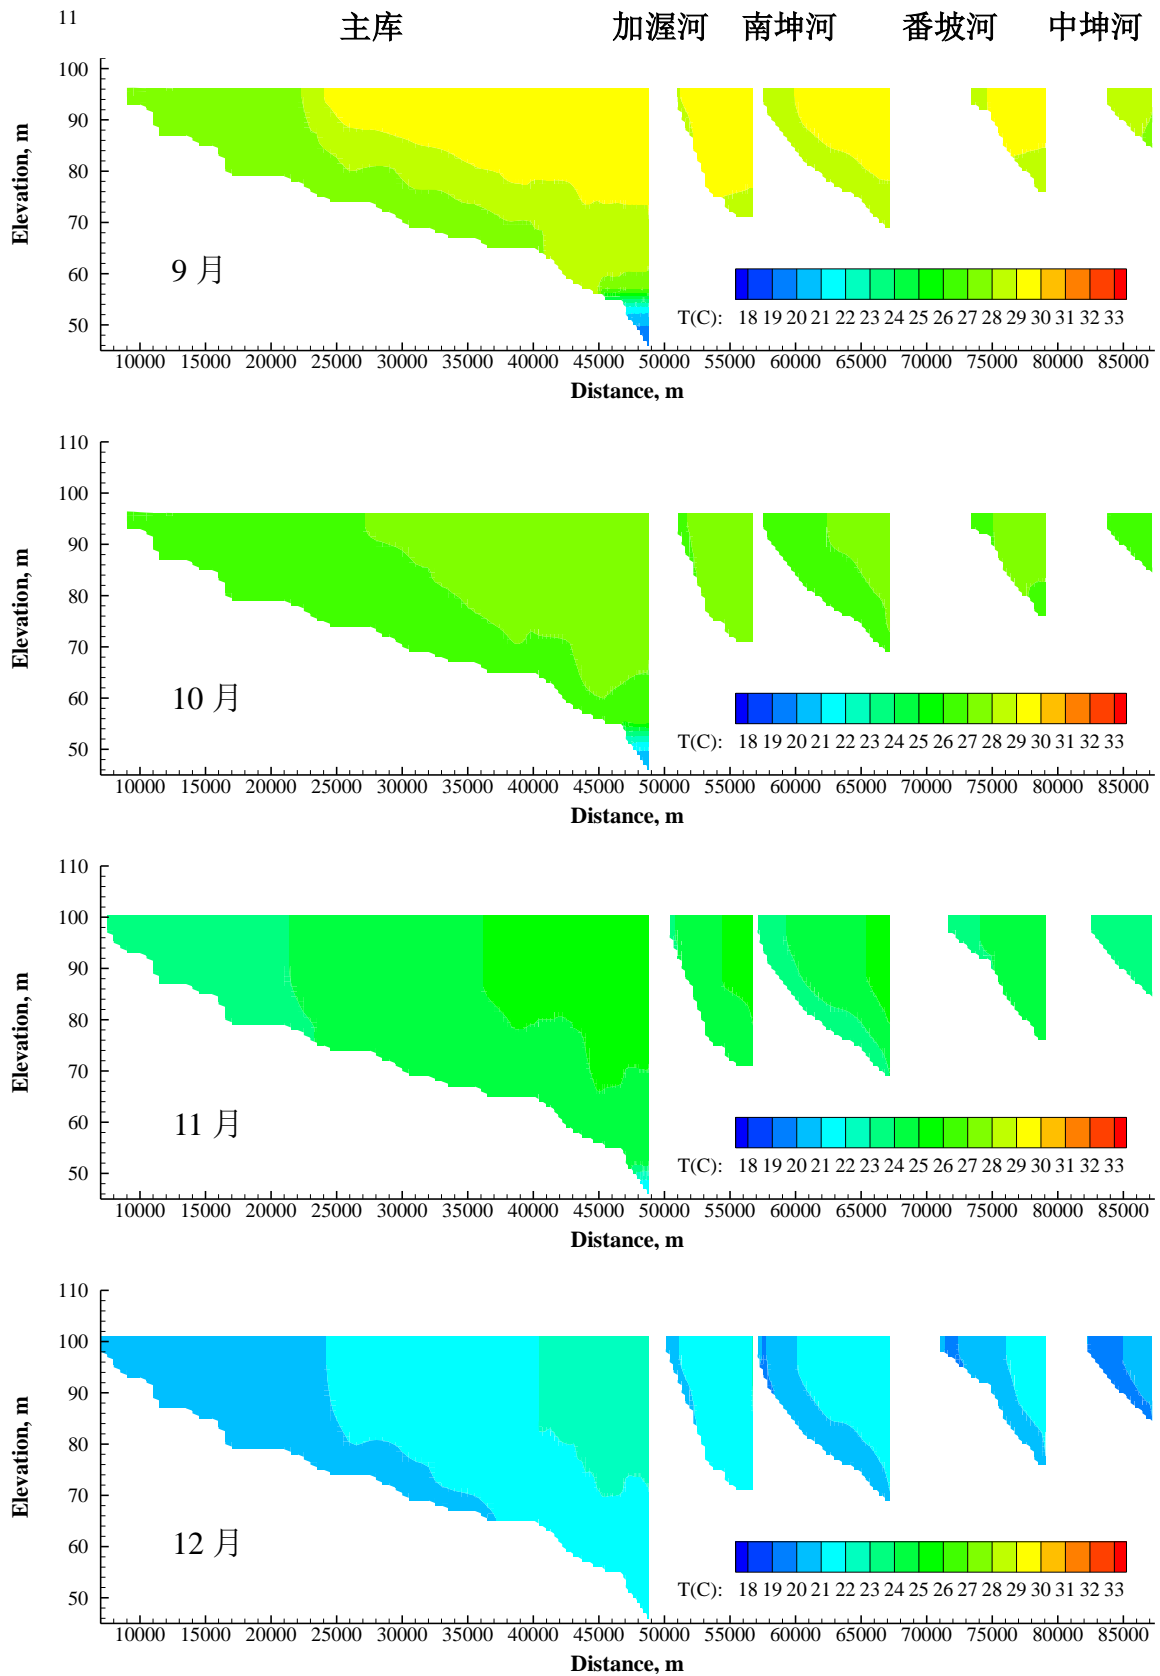 11
主库 加渥河 南坤河 番坡河 中坤河
100
90
80
70
60
50
Elevation, m
9 月
T(C): 18 19 20 21 22 23 24 25 26 27 28 29 30 31 32 33
10000 15000 20000 25000 30000 35000 40000 45000 50000 55000 60000 65000 70000 75000 80000 85000
Distance, m
110
100
90
80
70
60
50
Elevation, m
10 月
T(C): 18 19 20 21 22 23 24 25 26 27 28 29 30 31 32 33
10000 15000 20000 25000 30000 35000 40000 45000 50000 55000 60000 65000 70000 75000 80000 85000
Distance, m
110
100
90
80
70
60
50
Elevation, m
11 月
T(C): 18 19 20 21 22 23 24 25 26 27 28 29 30 31 32 33
10000 15000 20000 25000 30000 35000 40000 45000 50000 55000 60000 65000 70000 75000 80000 85000
Distance, m
110
100
90
80
70
60
50
Elevation, m
12 月
T(C): 18 19 20 21 22 23 24 25 26 27 28 29 30 31 32 33
10000 15000 20000 25000 30000 35000 40000 45000 50000 55000 60000 65000 70000 75000 80000 85000
Distance, m